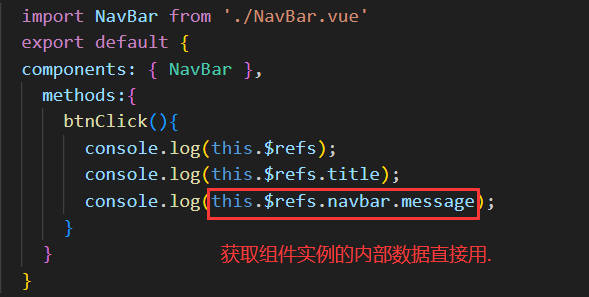 import NavBar from './NavBar.vue'
export default {
components: { NavBar },
methods:{
btnClick(){
console.log(this.$refs);
console.log(this.$refs.title);
console.log(this.$refs.navbar.message);
}
获取组件实例的内部数据直接用.
}
}